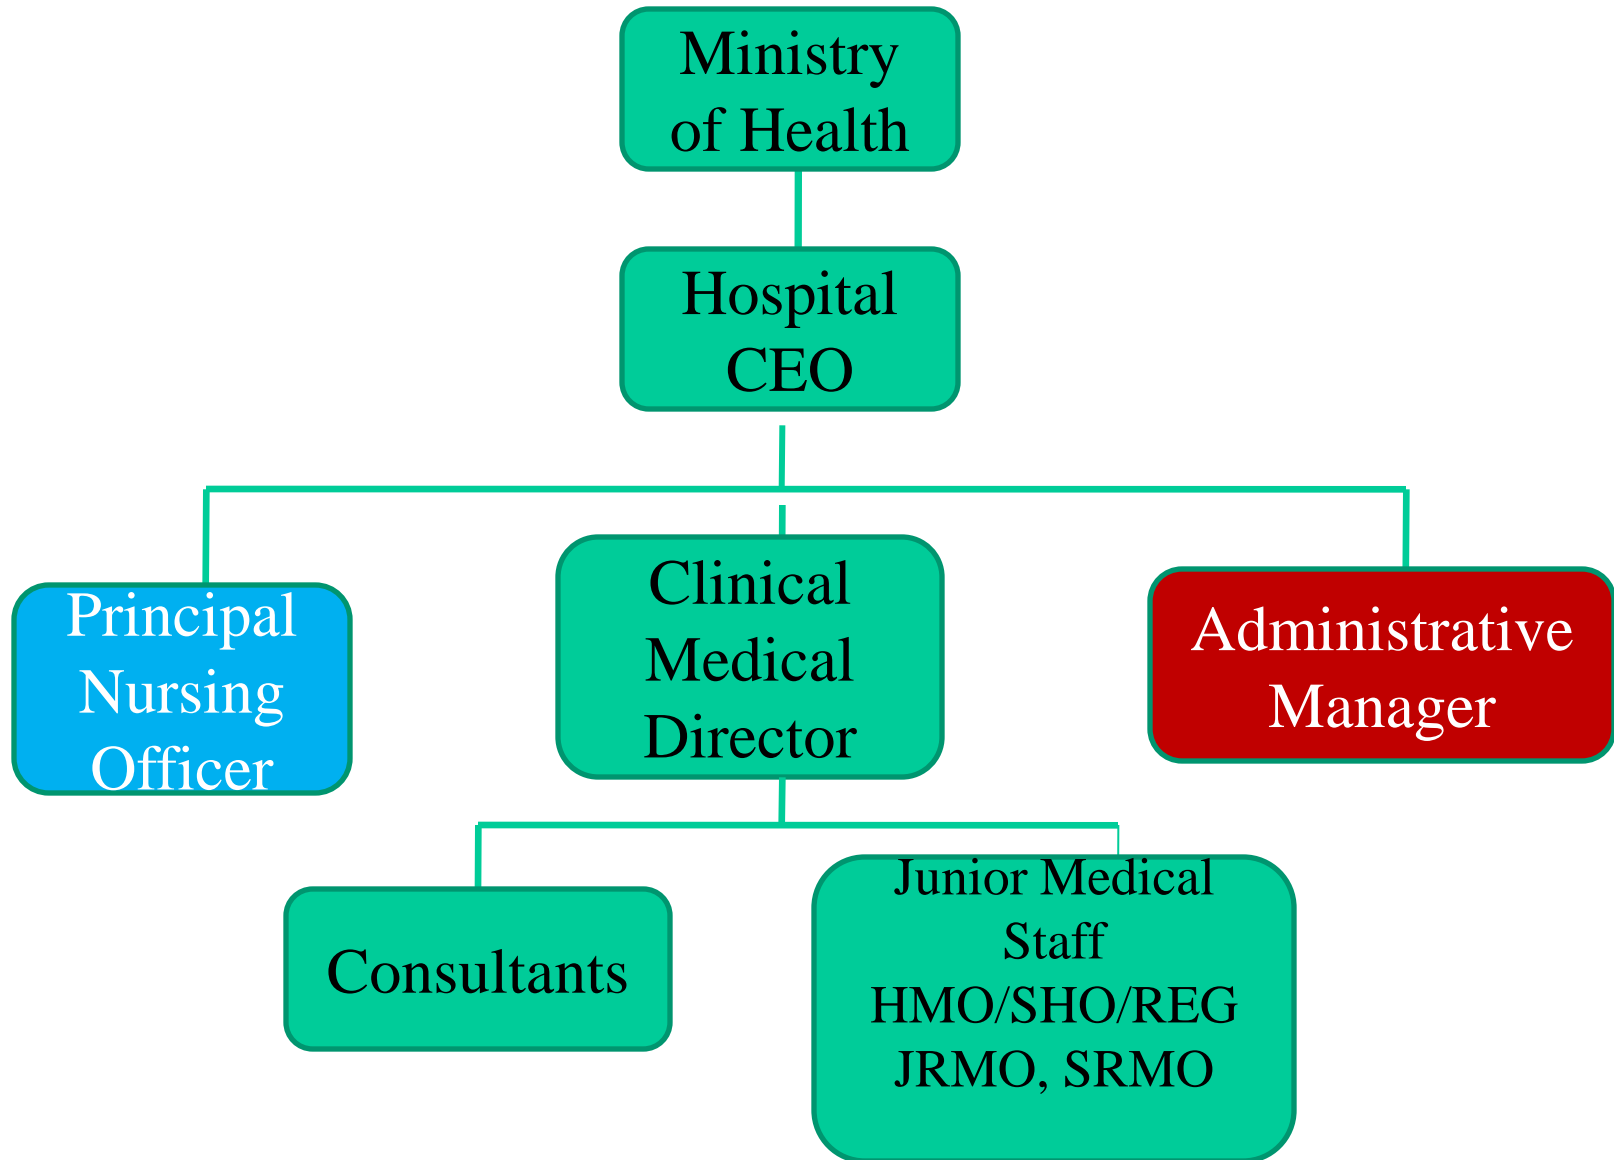 Ministry
of Health
Hospital
CEO
Principal
Nursing
Officer
Clinical
Medical
Director
Administrative
Manager
Consultants
Junior Medical
Staff
HMO/SHO/REG
JRMO, SRMO